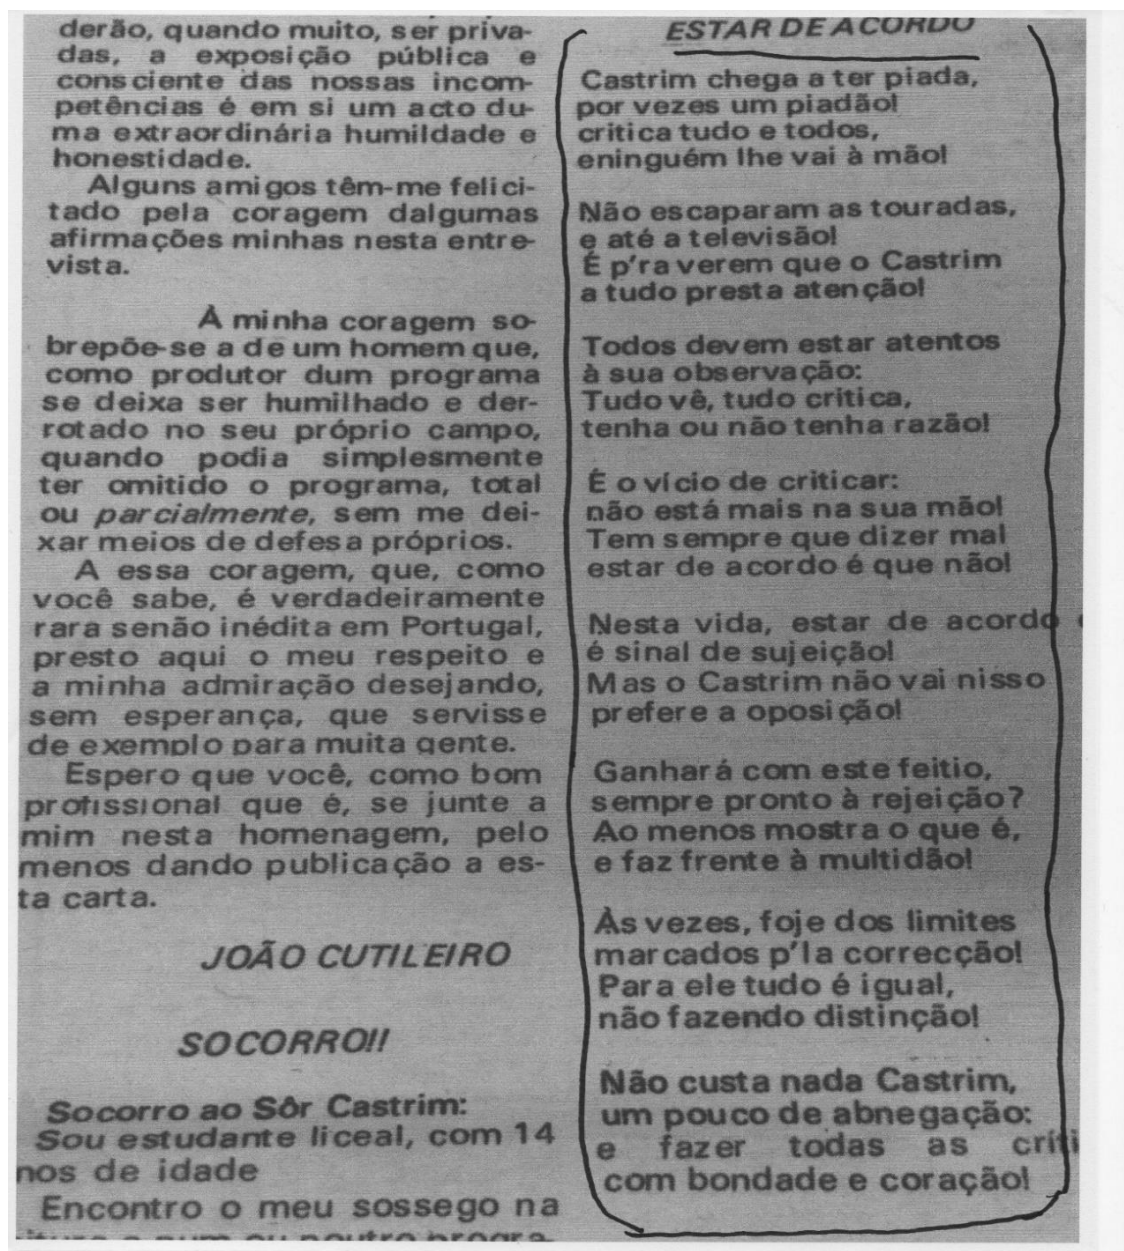 derão, quando muito, ser priva-
das, a exposição pública e
consciente das nossas incom-
petências é em si um acto du-
ma extraordinária humildade e
honestidade.
Alguns amigos têm-me felici-
tado pela coragem dalgumas
afirmações minhas nesta entre-
vista.
À minha coragem so-
brepõe-se a de um homem que,
como produtor dum programa
se deixa ser humilhado e der-
rotado no seu próprio campo,
quando podia simplesmente
ter omitido o programa, total
ou parcialmente, sem me dei-
xar meios de defesa próprios.
A essa coragem, que, como
você sabe, é verdadeiramente
rara senão inédita em Portugal,
presto aqui o meu respeito e
a minha admiração desejando,
sem esperança, que servisse
de exemplo para muita gente.
Espero que você, como bom
profissional que é, se junte a
mim nesta homenagem, pelo
menos dando publicação a es-
ta carta.
JOÃO CUTILEIRO
SOCORRO!!
Socorro ao Sôr Castrim:
Sou estudante liceal, com 14
nos de idade
Encontro o meu sossego na
ESTAR DE ACORDO
Castrim chega a ter piada,
por vezes um piadão!
critica tudo e todos,
eninguém lhe vai à mão!
Não escaparam as touradas,
e até a televisão!
É p'ra verem que o Castrim
a tudo presta atenção!
Todos devem estar atentos
à sua observação:
Tudo vê, tudo critica,
tenha ou não tenha razão!
É o vício de criticar:
não está mais na sua mão!
Tem sempre que dizer mal
estar de acordo é que não!
Nesta vida, estar de acordo
é sinal de sujeição!
Mas o Castrim não vai nisso
prefere a oposição!
Ganhará com este feitio,
sempre pronto à rejeição?
Ao menos mostra o que é,
e faz frente à multidão!
Às vezes, foje dos limites
marcados p'la correcção!
Para ele tudo é igual,
não fazendo distinção!
Não custa nada Castrim,
um pouco de abnegação:
e fazer todas as críti
com bondade e coração!